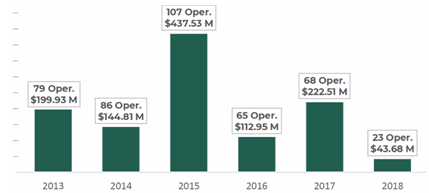 107 Oper.
$437.53 M
79 Oper.
$199.93 M
86 Oper.
$144.81 M
65 Oper.
$112.95 M
68 Oper.
$222.51 M
23 Oper.
$43.68 M
2013 2014 2015 2016 2017 2018